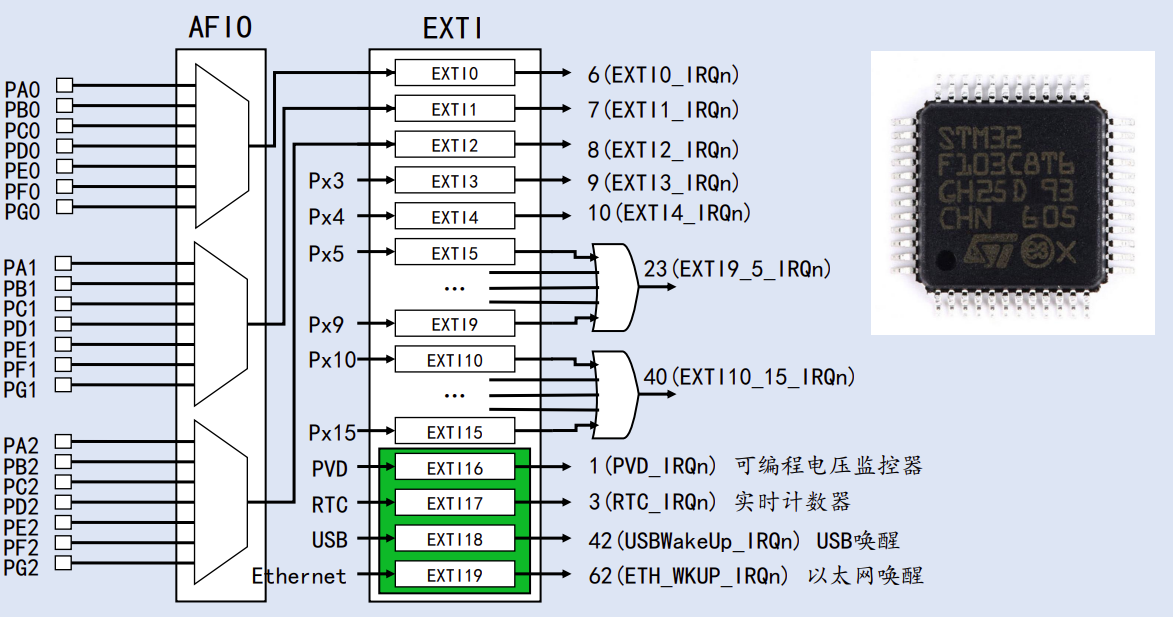 AFIO
EXTI
PA0
PB0
PC0
PD0
PE0
PF0
PG0
PA1
PB1
PC1
PD1
PE1
PF1
PG1
PA2
PB2
PC2
PD2
PE2
PF2
PG2
EXTI0 6(EXTI0_IRQn)
EXTI1 7(EXTI1_IRQn)
EXTI2 8(EXTI2_IRQn)
Px3 EXTI3 9(EXTI3_IRQn)
Px4 EXTI4 10(EXTI4_IRQn)
Px5 EXTI5
... 23(EXTI9_5_IRQn)
Px9 EXTI9
Px10 EXTI10
... 40(EXTI10_15_IRQn)
Px15 EXTI15
PVD EXTI16 1(PVD_IRQn) 可编程电压监控器
RTC EXTI17 3(RTC_IRQn) 实时计数器
USB EXTI18 42(USBWakeUp_IRQn) USB唤醒
Ethernet EXTI19 62(ETH_WKUP_IRQn) 以太网唤醒
STM32
F103C8T6
GH25D 93
CHN 605
ST e3 X